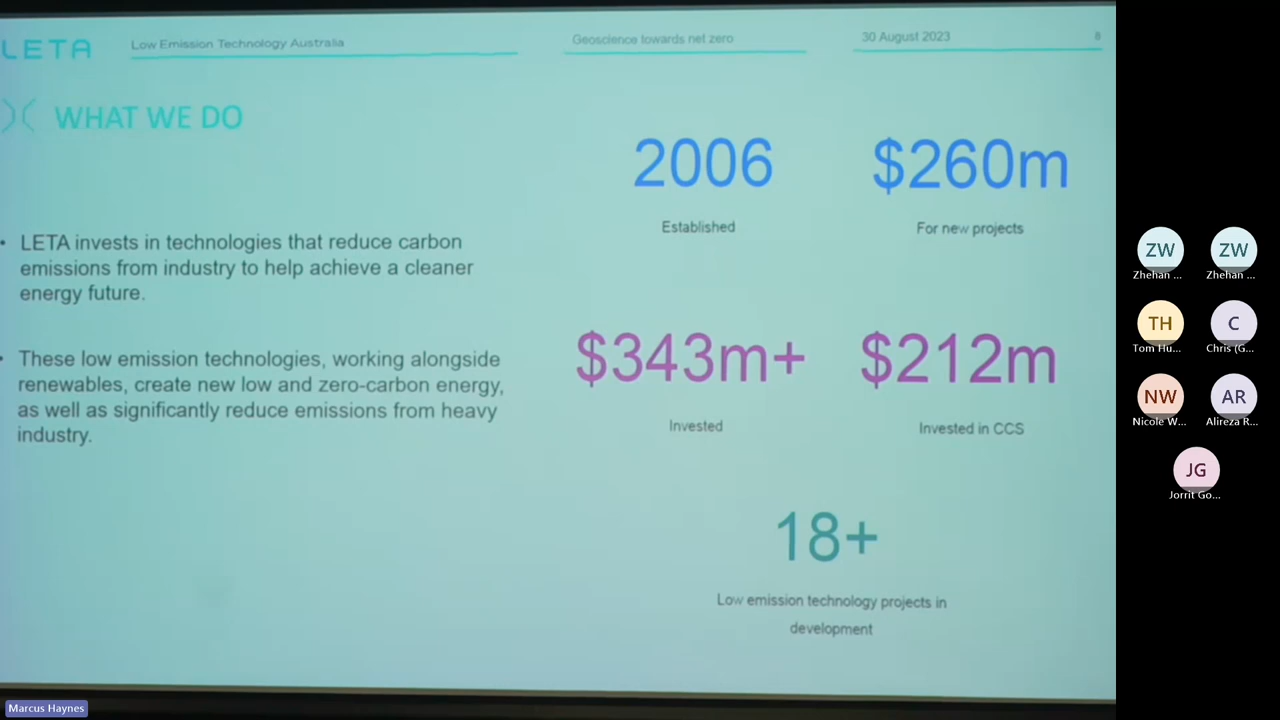 LETA
Low Emission Technology Australia
Geoscience towards net zero
30 August 2023
8
WHAT WE DO
• LETA invests in technologies that reduce carbon
emissions from industry to help achieve a cleaner
energy future.
• These low emission technologies, working alongside
renewables, create new low and zero-carbon energy,
as well as significantly reduce emissions from heavy
industry.
2006
Established
$260m
For new projects
$343m+
Invested
$212m
Invested in CCS
18+
Low emission technology projects in
development
ZW
Zhehan ...
ZW
Zhehan ...
TH
Tom Hu...
C
Chris (G...
NW
Nicole W...
AR
Alireza R...
JG
Jorrit Go...
Marcus Haynes